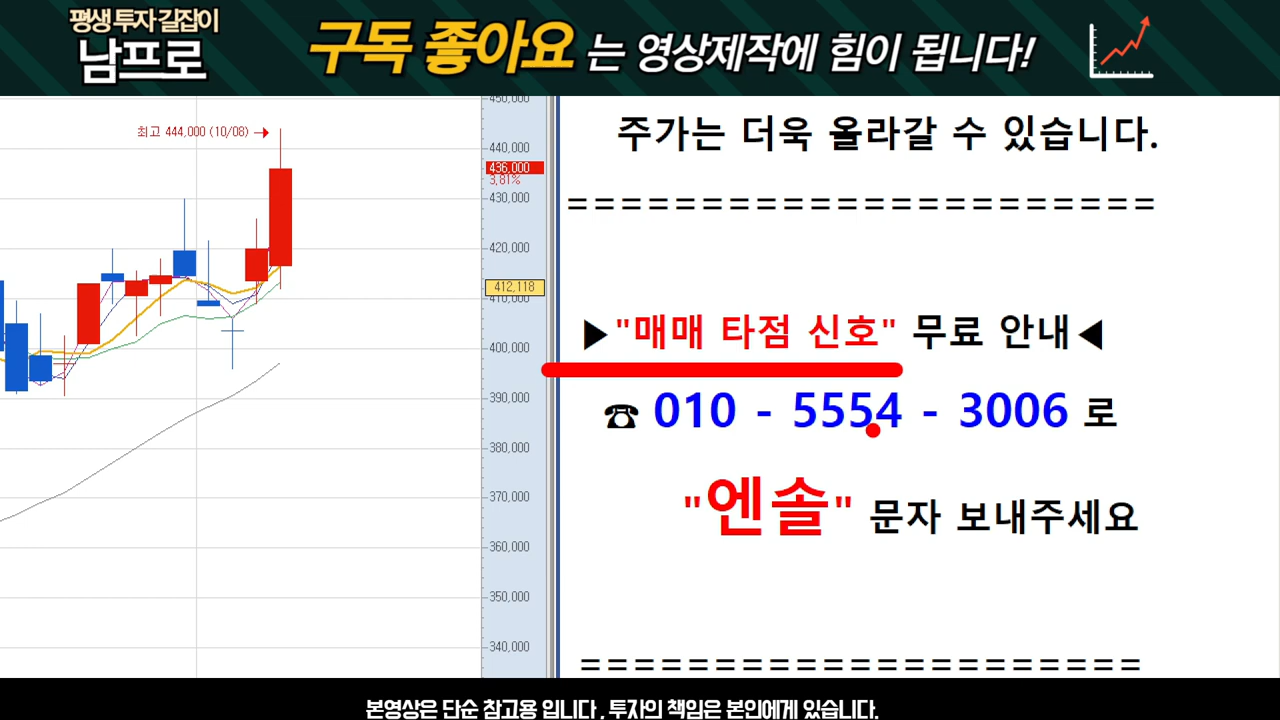 평생 투자 길잡이
남프로
구독 좋아요 는 영상제작에 힘이 됩니다!
최고 444,000 (10/08) →
450,000
440,000
436,000
3.81%
430,000
420,000
412,118
410,000
400,000
390,000
380,000
370,000
360,000
350,000
340,000
주가는 더욱 올라갈 수 있습니다.
======================
▶"매매 타점 신호" 무료 안내◀
☎ 010 - 5554 - 3006 로
"엔솔" 문자 보내주세요
=====================
본영상은 단순 참고용 입니다 , 투자의 책임은 본인에게 있습니다.